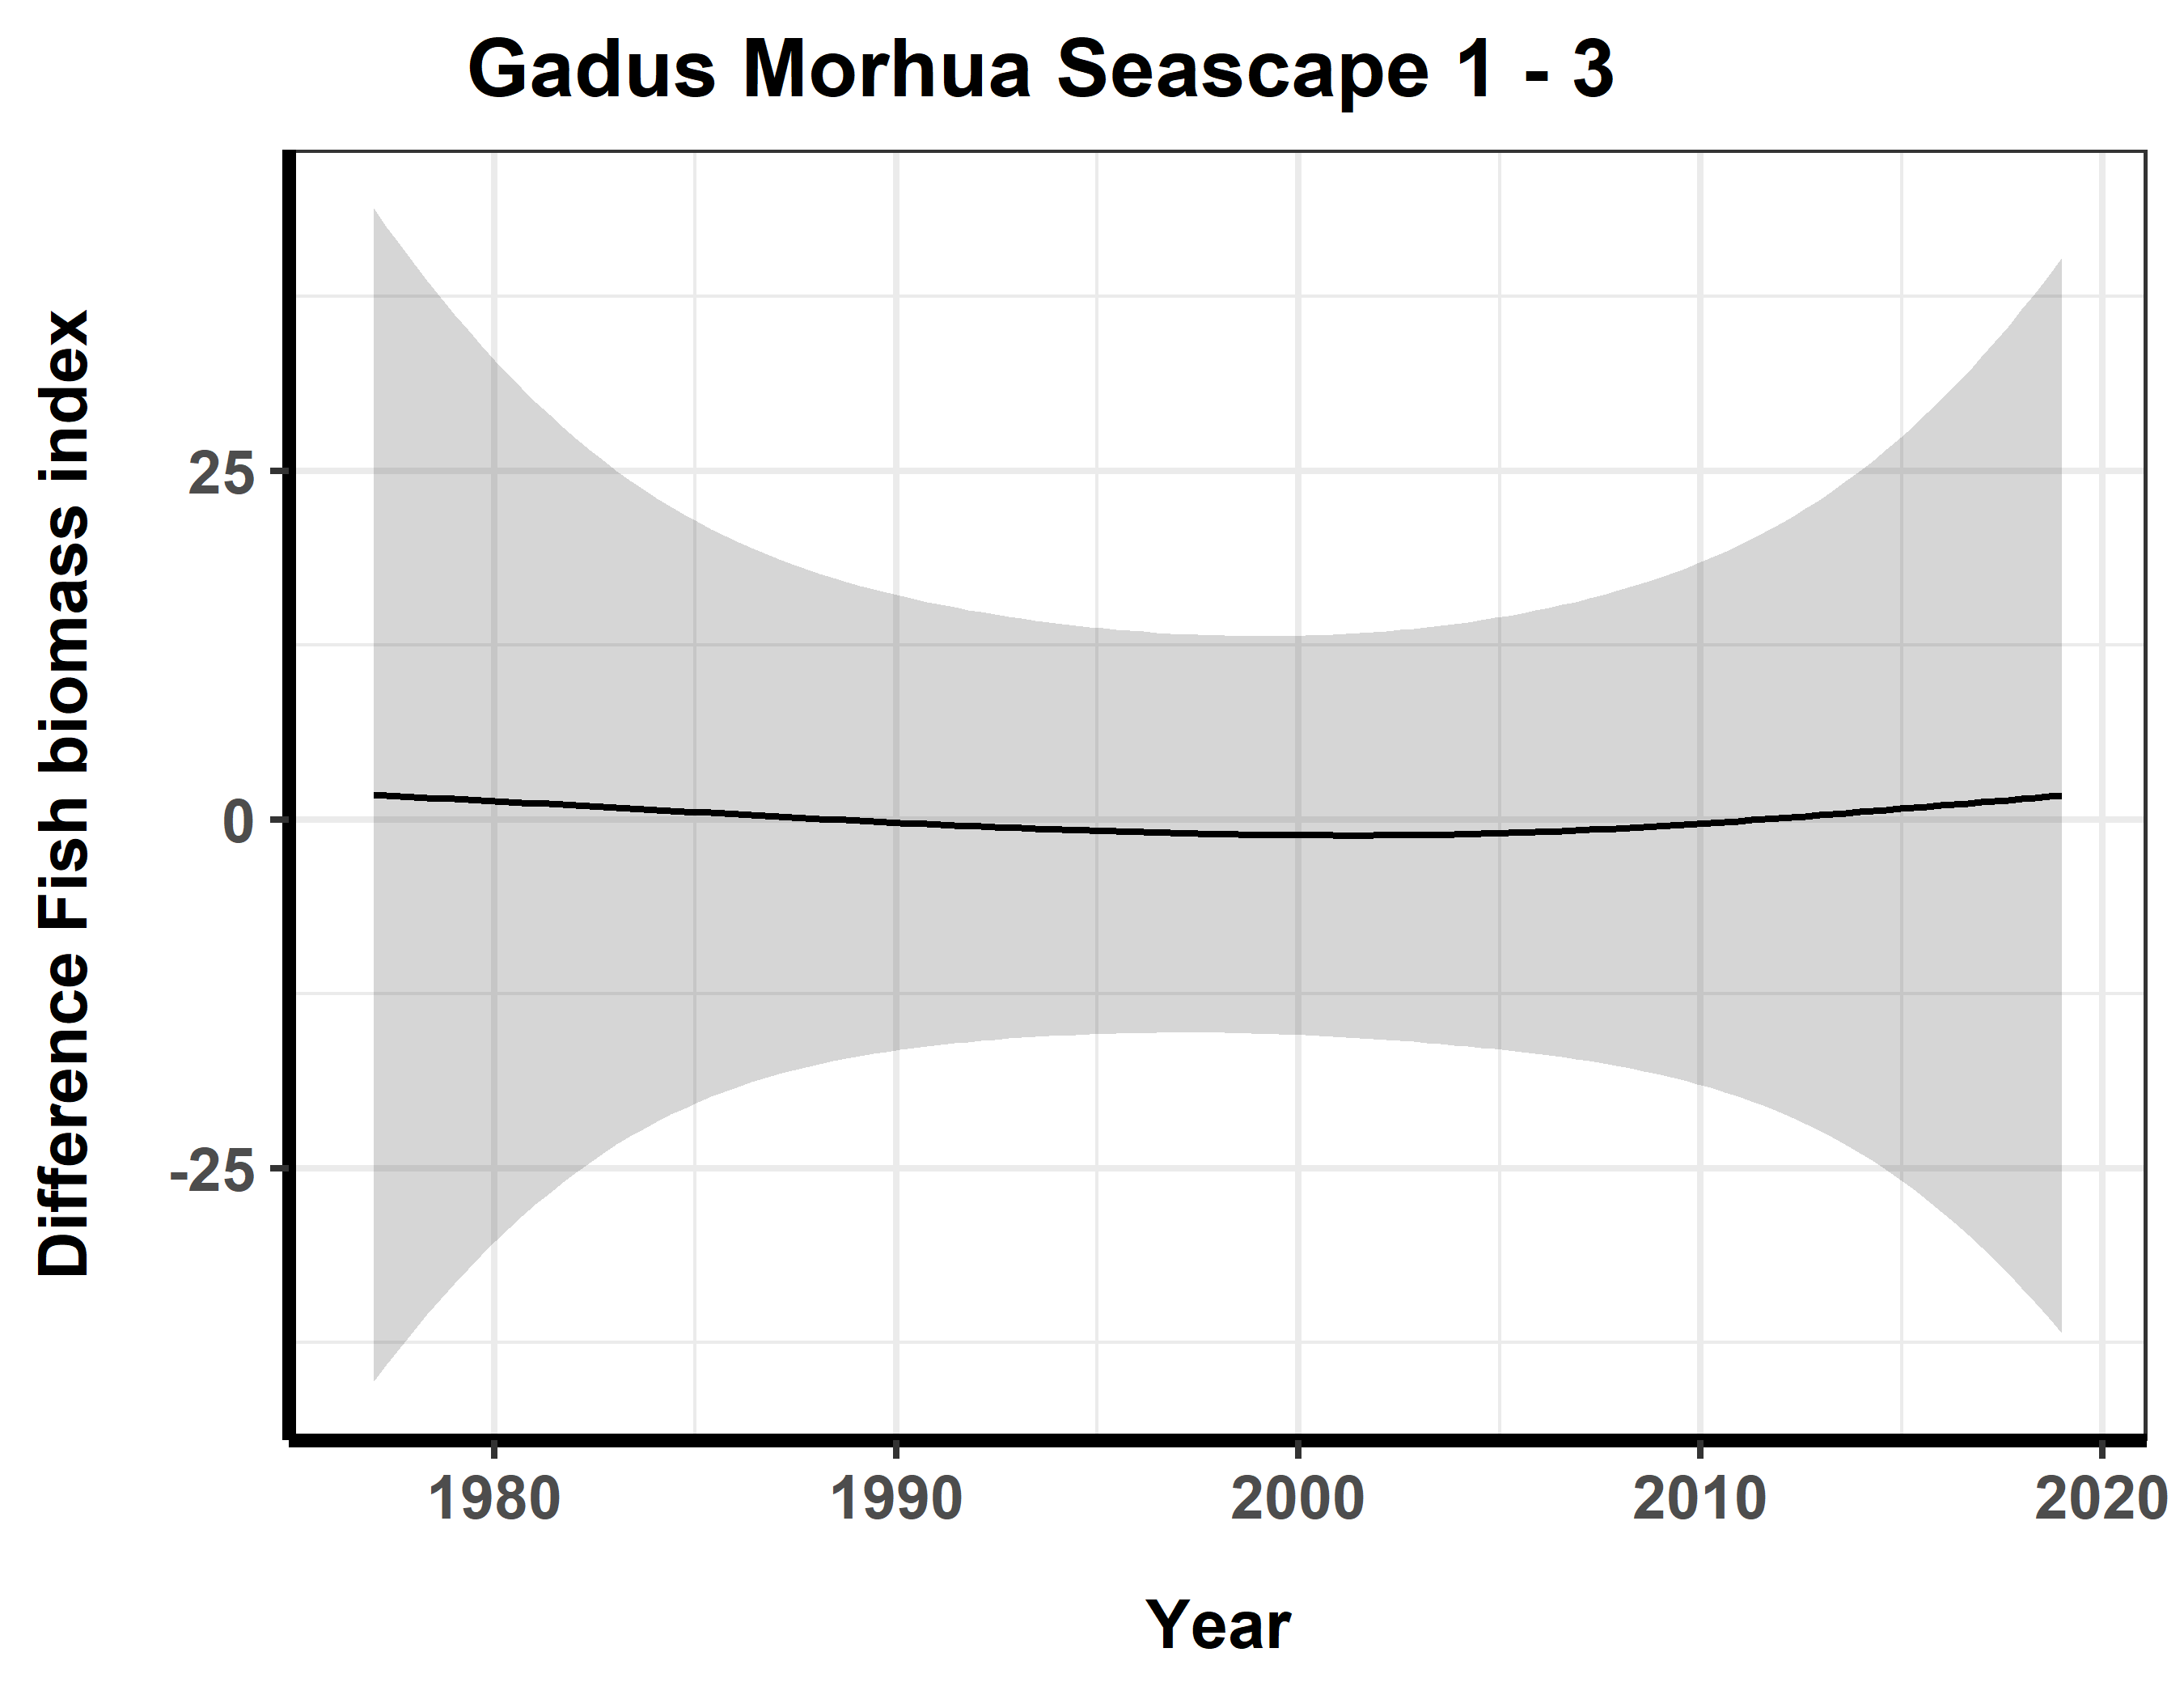 Gadus Morhua Seascape 1 - 3
Difference Fish biomass index
25
0
-25
1980 1990 2000 2010 2020
Year